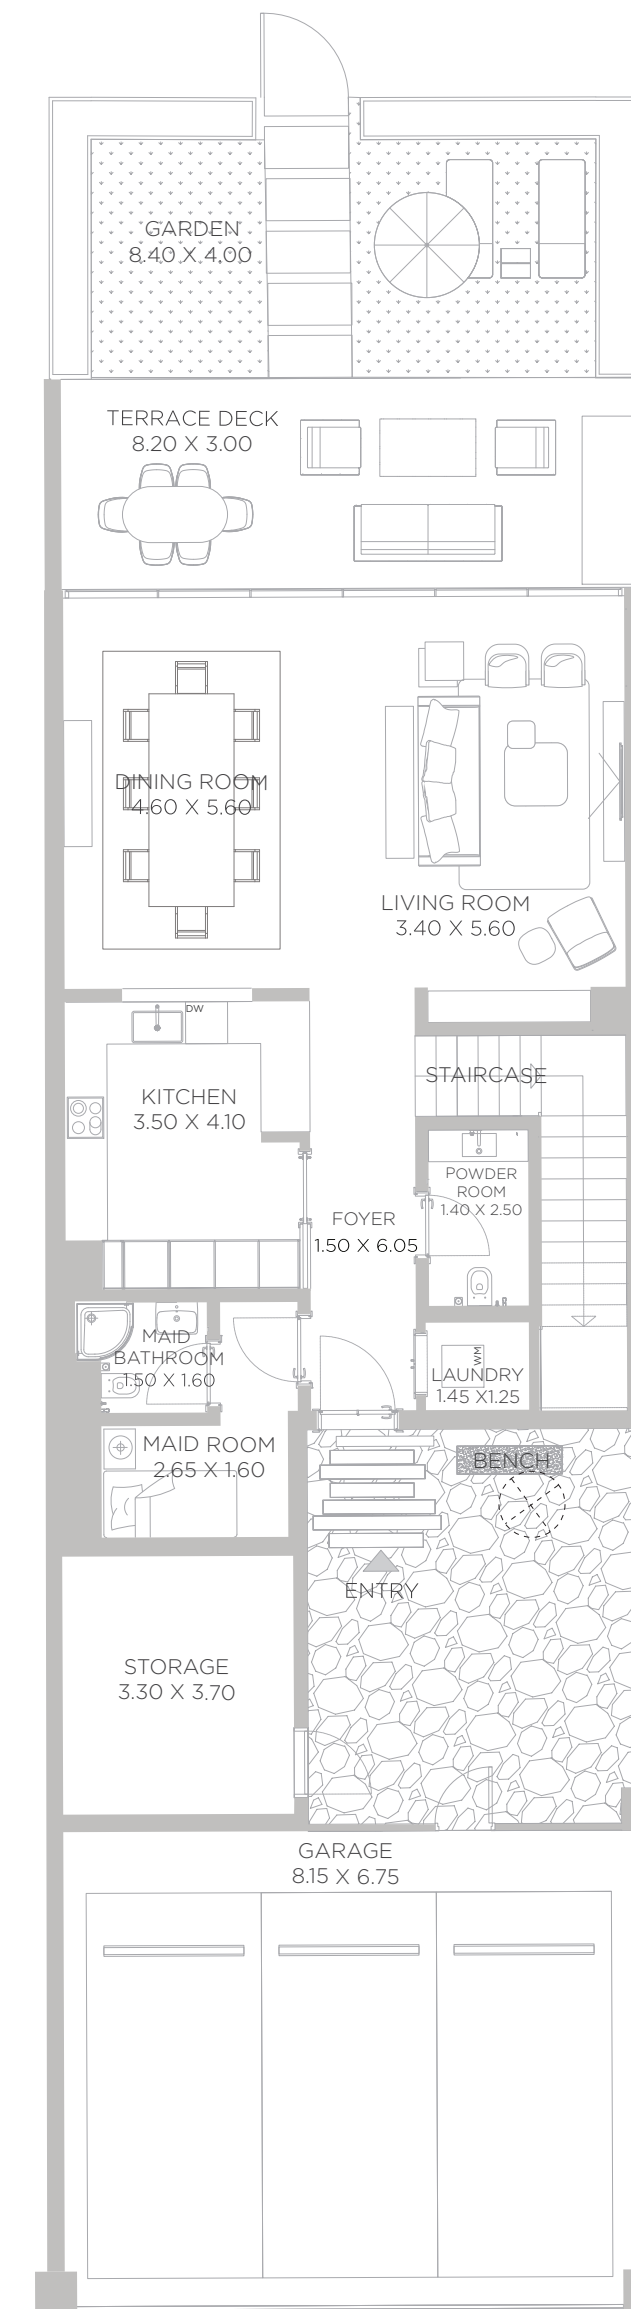 GARDEN
8.40 X 4.00
TERRACE DECK
8.20 X 3.00
DINING ROOM
4.60 X 5.60
LIVING ROOM
3.40 X 5.60
DW
KITCHEN
3.50 X 4.10
STAIRCASE
POWDER
ROOM
1.40 X 2.50
FOYER
1.50 X 6.05
MAID
BATHROOM
1.50 X 1.60
WM
LAUNDRY
1.45 X1.25
MAID ROOM
2.65 X 1.60
BENCH
ENTRY
STORAGE
3.30 X 3.70
GARAGE
8.15 X 6.75